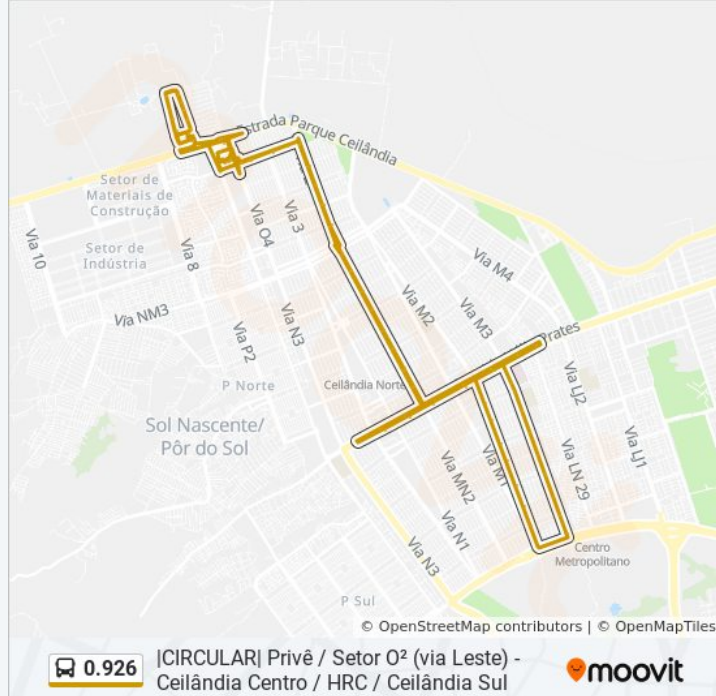 Estrada Parque Ceilândia
Setor de
Materiais de
Construção
Via 3
Via O4
Via 10
Setor de
Indústria
Via 8
Via M4
Via M2
Via M3
Via NM3
Via N3
Via P2
Prates
P Norte
Ceilândia Norte
Via LJ2
Sol Nascente/
Pôr do Sol
Via MN2
Via M1
Via LN 29
Via LJ1
Via N1
Via N3
Centro
Metropolitano
P Sul
© OpenStreetMap contributors | © OpenMapTiles
0.926
|CIRCULAR| Privê / Setor O² (via Leste) -
Ceilândia Centro / HRC / Ceilândia Sul
moovit